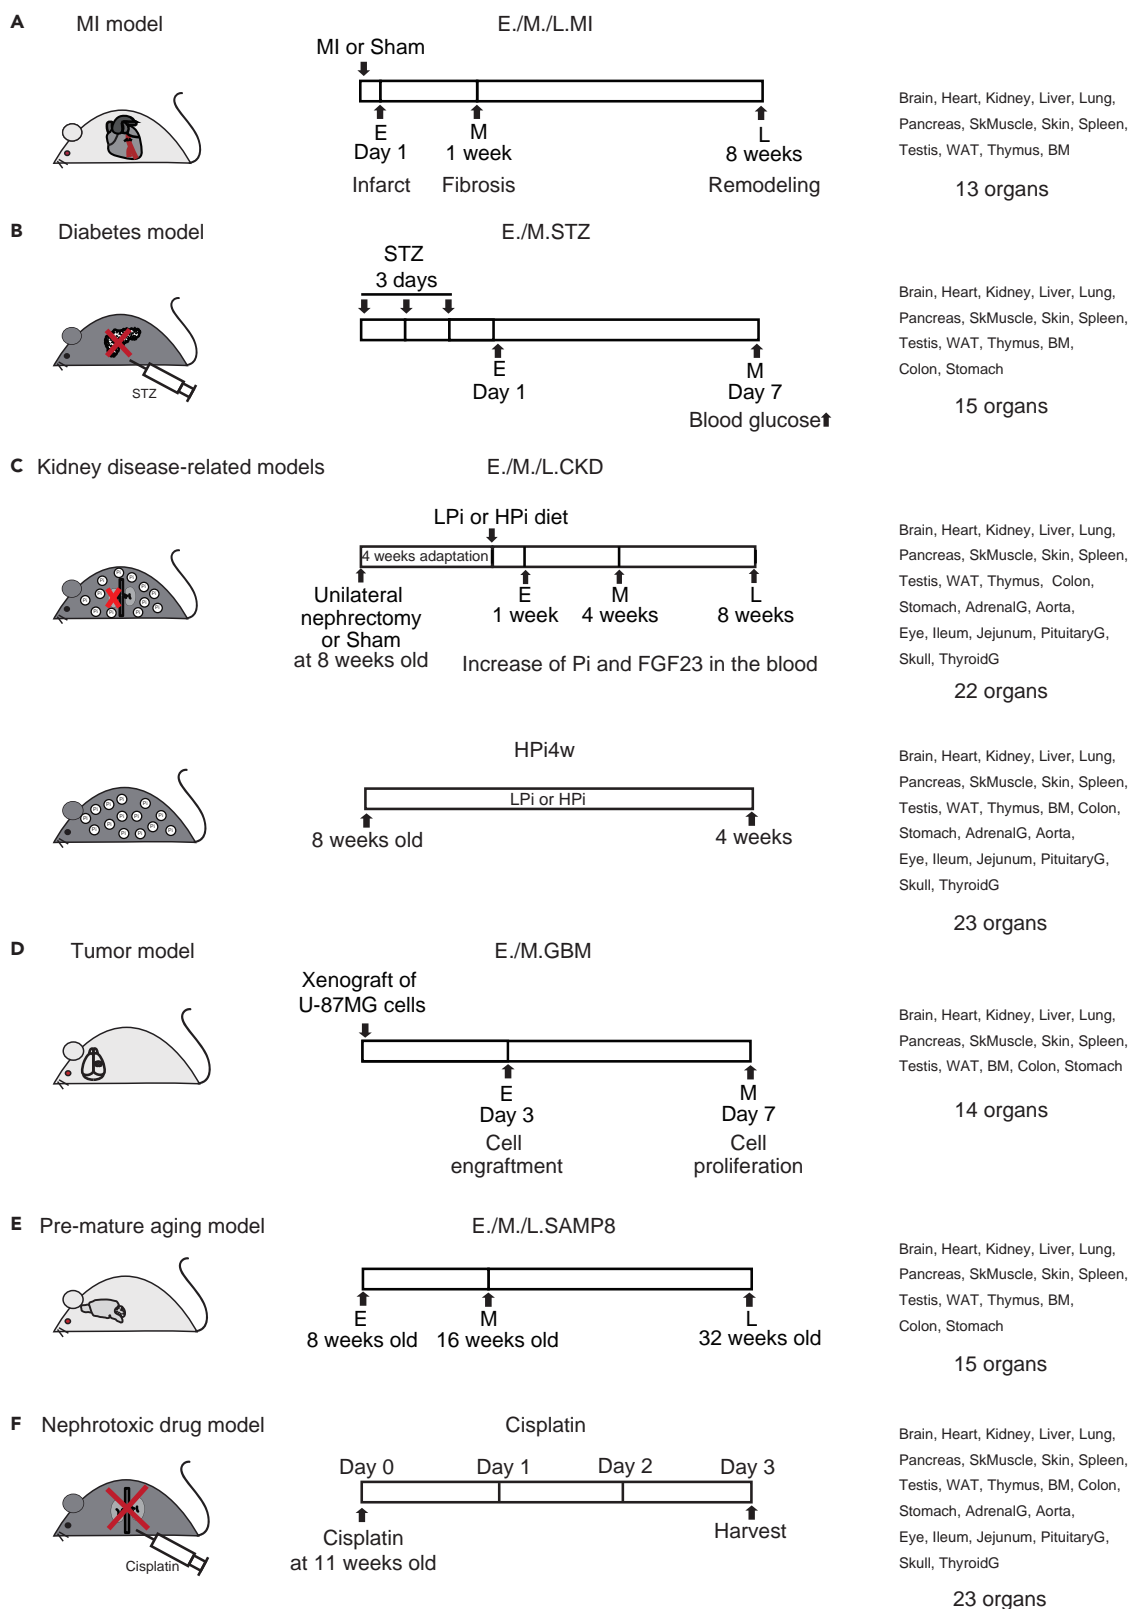 A MI model
E./M./L.MI
MI or Sham
E
Day 1
Infarct
M
1 week
Fibrosis
L
8 weeks
Remodeling
Brain, Heart, Kidney, Liver, Lung,
Pancreas, SkMuscle, Skin, Spleen,
Testis, WAT, Thymus, BM
13 organs
B Diabetes model
STZ
E./M.STZ
STZ
3 days
E
Day 1
M
Day 7
Blood glucose
Brain, Heart, Kidney, Liver, Lung,
Pancreas, SkMuscle, Skin, Spleen,
Testis, WAT, Thymus, BM,
Colon, Stomach
15 organs
C Kidney disease-related models
E./M./L.CKD
LPi or HPi diet
4 weeks adaptation
Unilateral
nephrectomy
or Sham
at 8 weeks old
E
1 week
M
4 weeks
L
8 weeks
Increase of Pi and FGF23 in the blood
Brain, Heart, Kidney, Liver, Lung,
Pancreas, SkMuscle, Skin, Spleen,
Testis, WAT, Thymus, Colon,
Stomach, AdrenalG, Aorta,
Eye, Ileum, Jejunum, PituitaryG,
Skull, ThyroidG
22 organs
HPi4w
LPi or HPi
8 weeks old
4 weeks
Brain, Heart, Kidney, Liver, Lung,
Pancreas, SkMuscle, Skin, Spleen,
Testis, WAT, Thymus, BM, Colon,
Stomach, AdrenalG, Aorta,
Eye, Ileum, Jejunum, PituitaryG,
Skull, ThyroidG
23 organs
D Tumor model
E./M.GBM
Xenograft of
U-87MG cells
E
Day 3
Cell
engraftment
M
Day 7
Cell
proliferation
Brain, Heart, Kidney, Liver, Lung,
Pancreas, SkMuscle, Skin, Spleen,
Testis, WAT, BM, Colon, Stomach
14 organs
E Pre-mature aging model
E./M./L.SAMP8
E
8 weeks old
M
16 weeks old
L
32 weeks old
Brain, Heart, Kidney, Liver, Lung,
Pancreas, SkMuscle, Skin, Spleen,
Testis, WAT, Thymus, BM,
Colon, Stomach
15 organs
F Nephrotoxic drug model
Cisplatin
Cisplatin
Day 0
Day 1
Day 2
Day 3
Cisplatin
at 11 weeks old
Harvest
Brain, Heart, Kidney, Liver, Lung,
Pancreas, SkMuscle, Skin, Spleen,
Testis, WAT, Thymus, BM, Colon,
Stomach, AdrenalG, Aorta,
Eye, Ileum, Jejunum, PituitaryG,
Skull, ThyroidG
23 organs